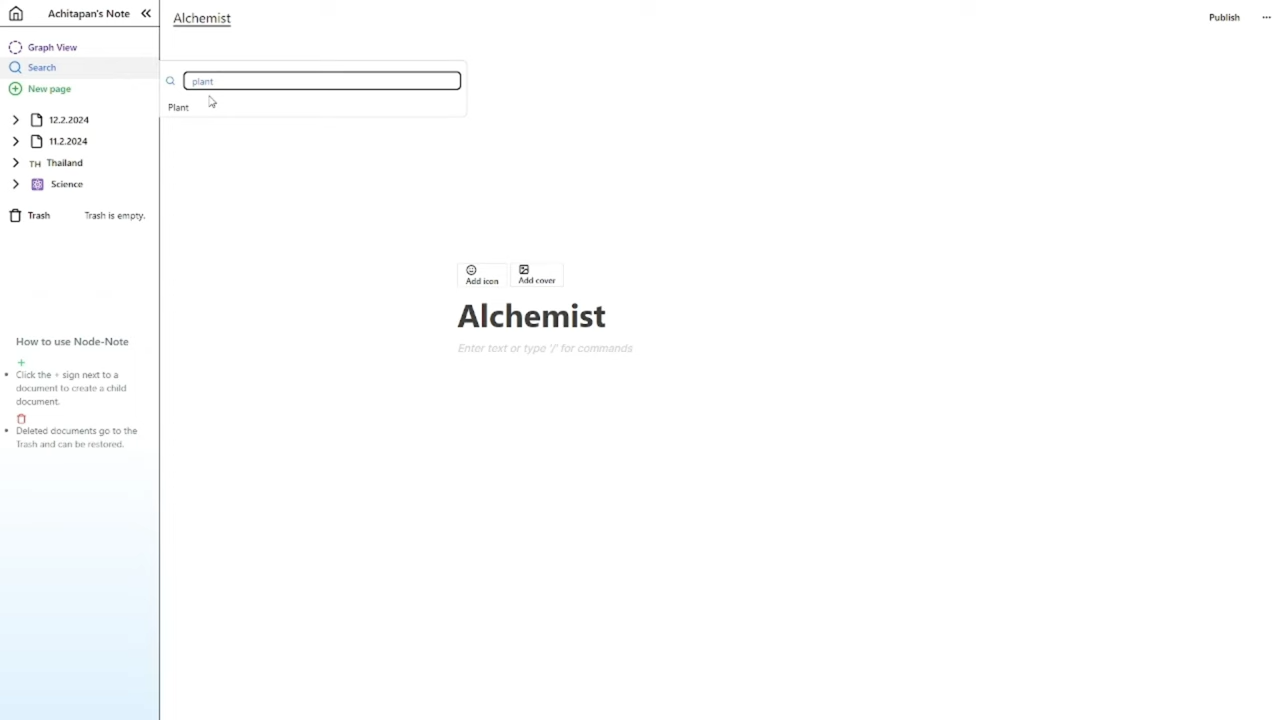 Achitapan's Note
Alchemist
Publish
Graph View
Search
New page
plant
Plant
12.2.2024
11.2.2024
TH Thailand
Science
Trash
Trash is empty.
Add icon
Add cover
Alchemist
Enter text or type '/' for commands
How to use Node-Note
+
Click the + sign next to a
document to create a child
document.
Deleted documents go to the
Trash and can be restored.